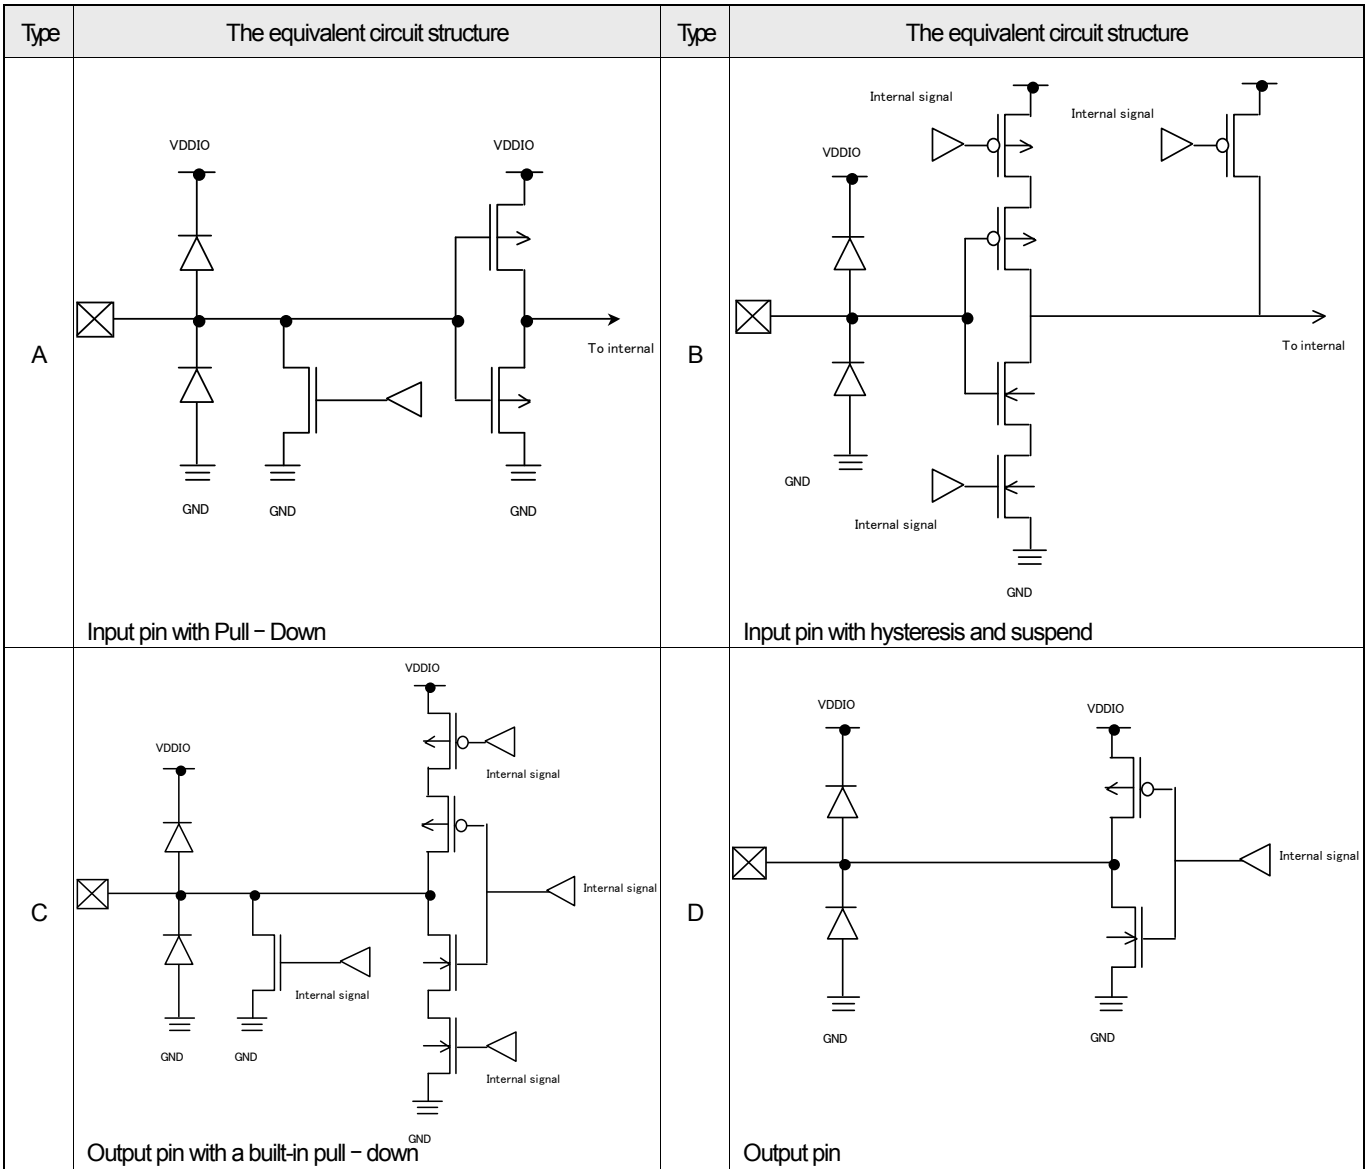 Type
The equivalent circuit structure
Type
The equivalent circuit structure
A
VDDIO
VDDIO
To internal
GND
GND
GND
Input pin with Pull − Down
B
Internal signal
Internal signal
VDDIO
To internal
GND
Internal signal
GND
Input pin with hysteresis and suspend
C
VDDIO
VDDIO
Internal signal
Internal signal
Internal signal
GND
GND
Internal signal
GND
Output pin with a built-in pull − down
D
VDDIO
VDDIO
Internal signal
GND
GND
Output pin